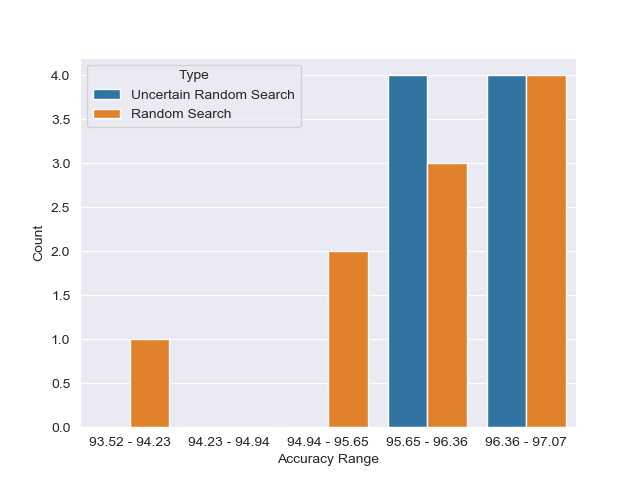 Type
Uncertain Random Search
Random Search
Count
4.0
3.5
3.0
2.5
2.0
1.5
1.0
0.5
0.0
93.52 - 94.23 94.23 - 94.94 94.94 - 95.65 95.65 - 96.36 96.36 - 97.07
Accuracy Range